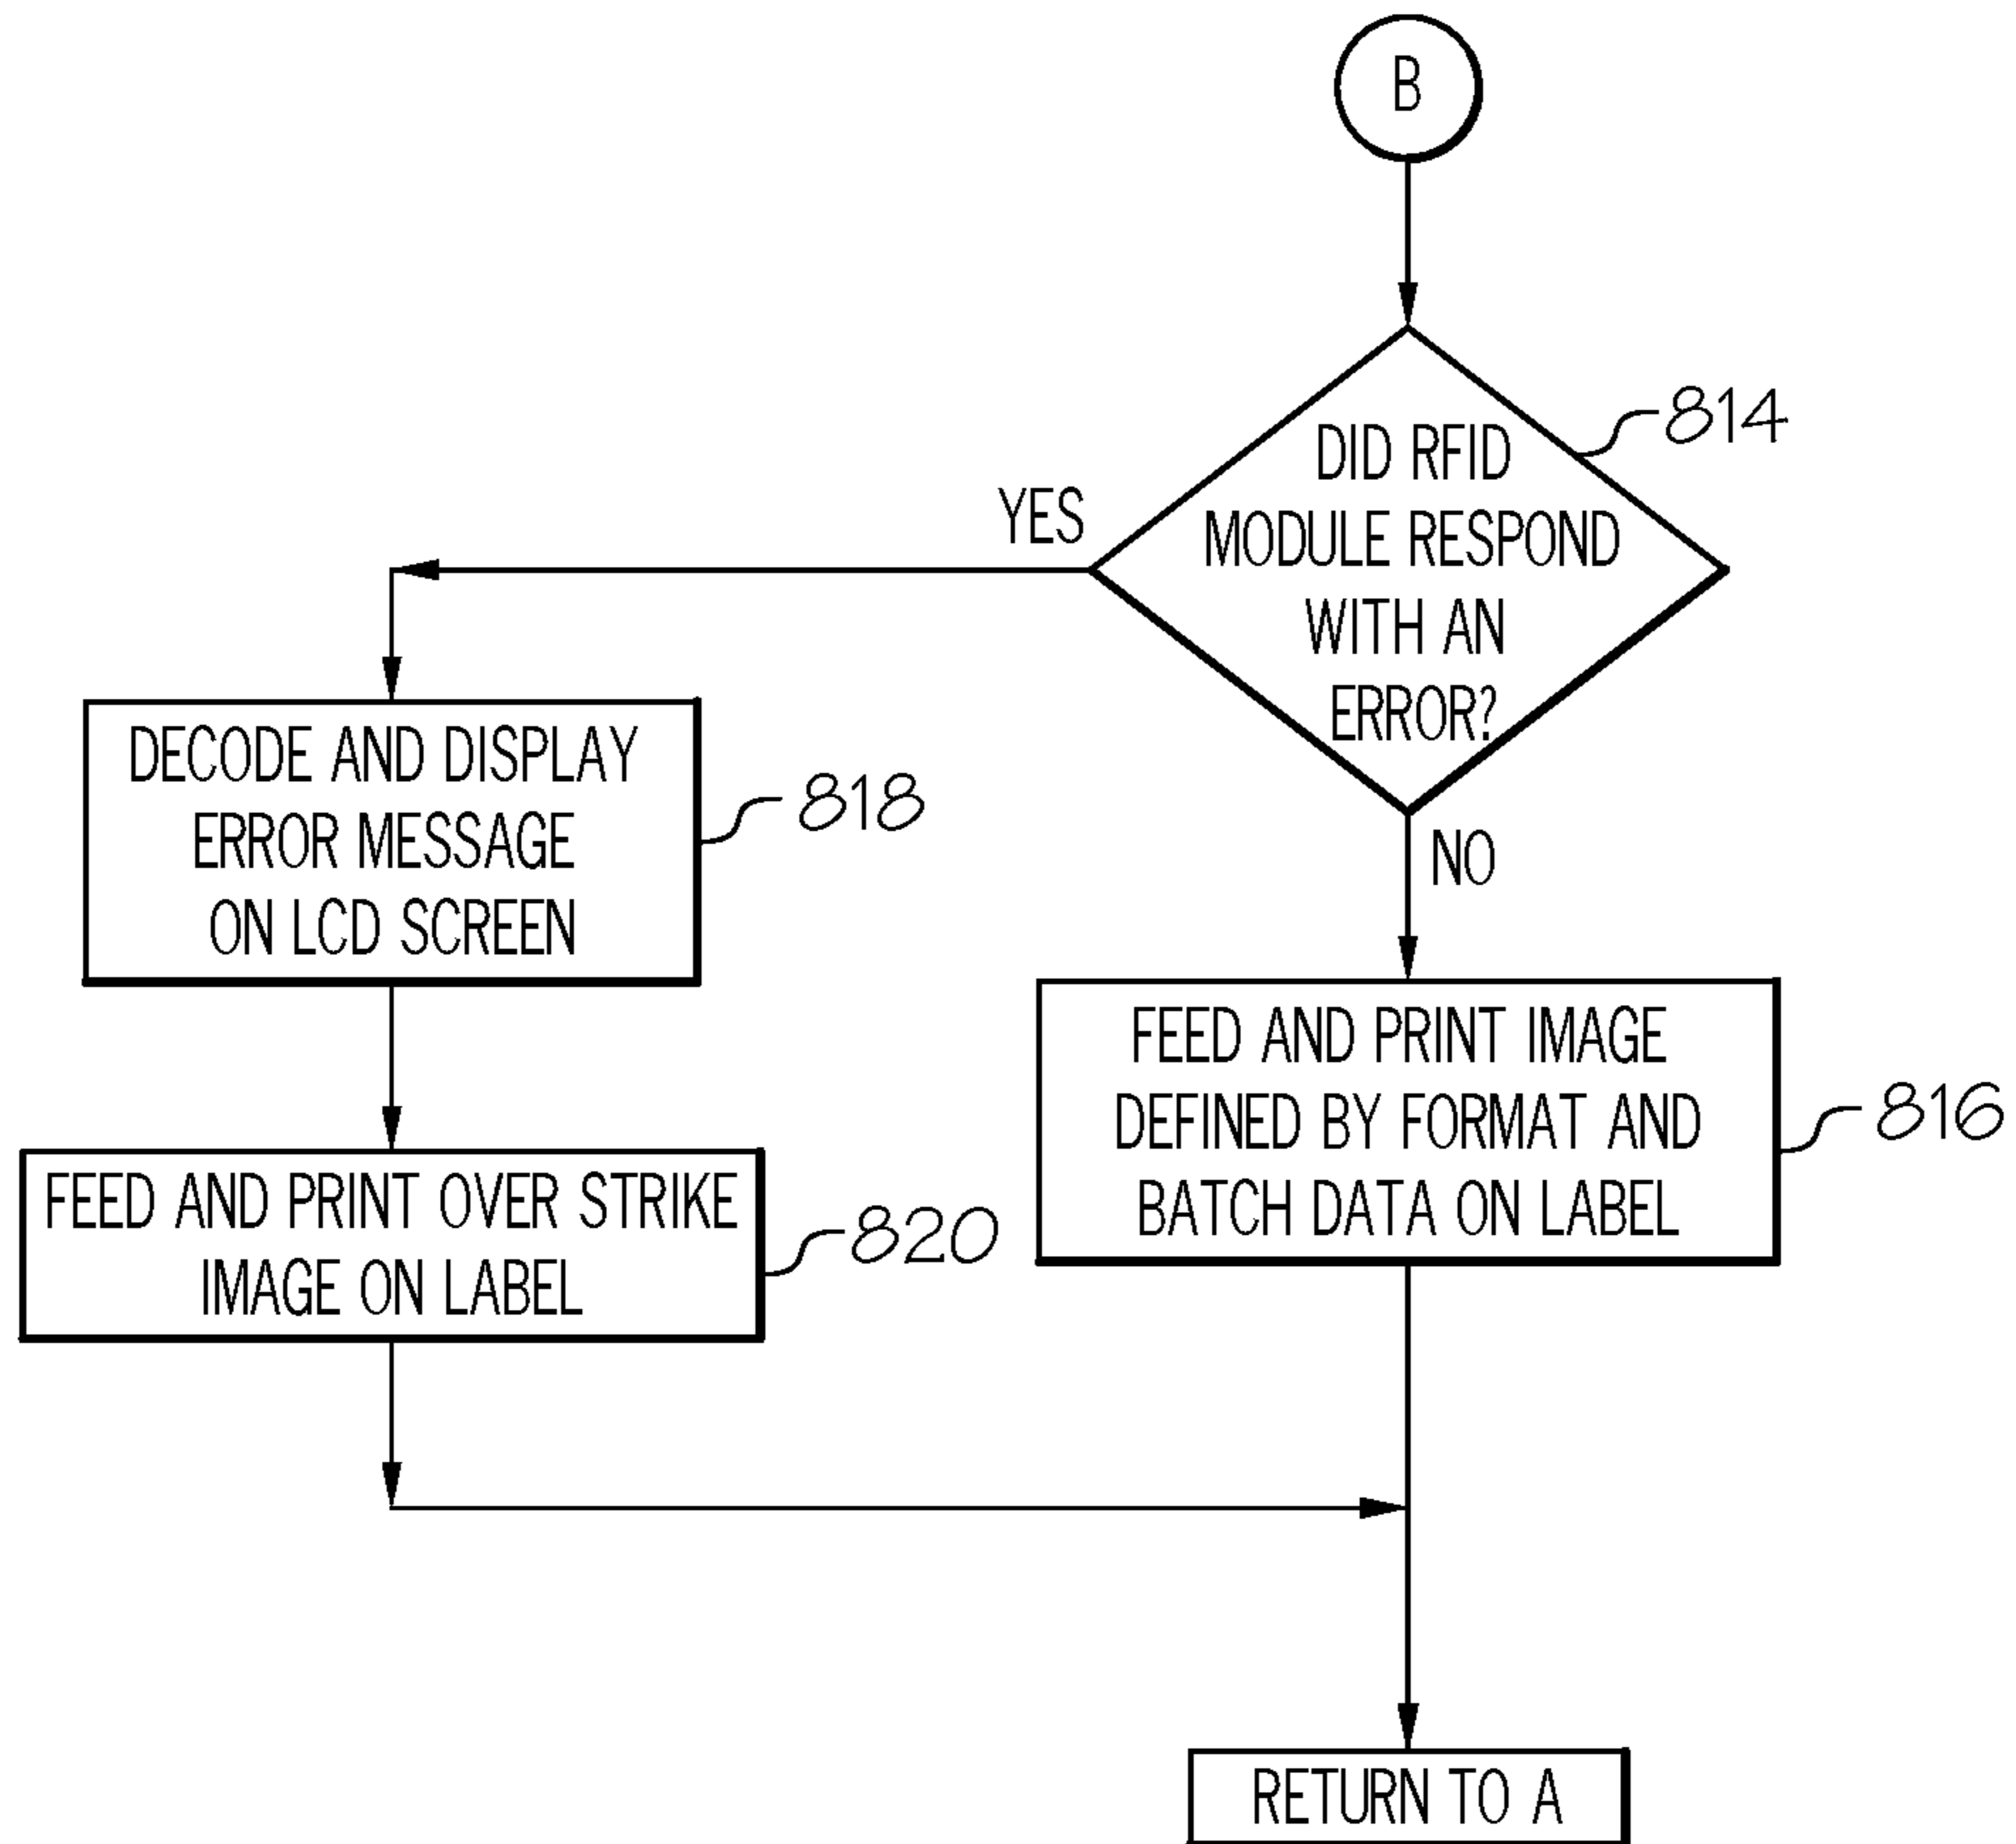 B
DID RFID
MODULE RESPOND
WITH AN
ERROR?
814
YES
NO
DECODE AND DISPLAY
ERROR MESSAGE
ON LCD SCREEN
818
FEED AND PRINT IMAGE
DEFINED BY FORMAT AND
BATCH DATA ON LABEL
816
FEED AND PRINT OVER STRIKE
IMAGE ON LABEL
820
RETURN TO A